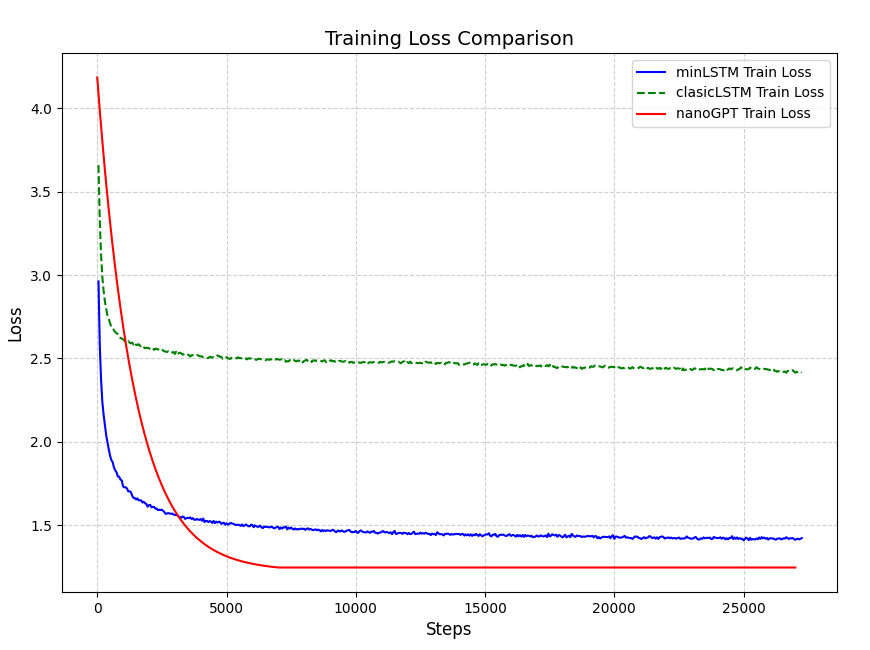 Training Loss Comparison
minLSTM Train Loss
clasicLSTM Train Loss
nanoGPT Train Loss
4.0
3.5
3.0
2.5
2.0
1.5
Loss
0 5000 10000 15000 20000 25000
Steps